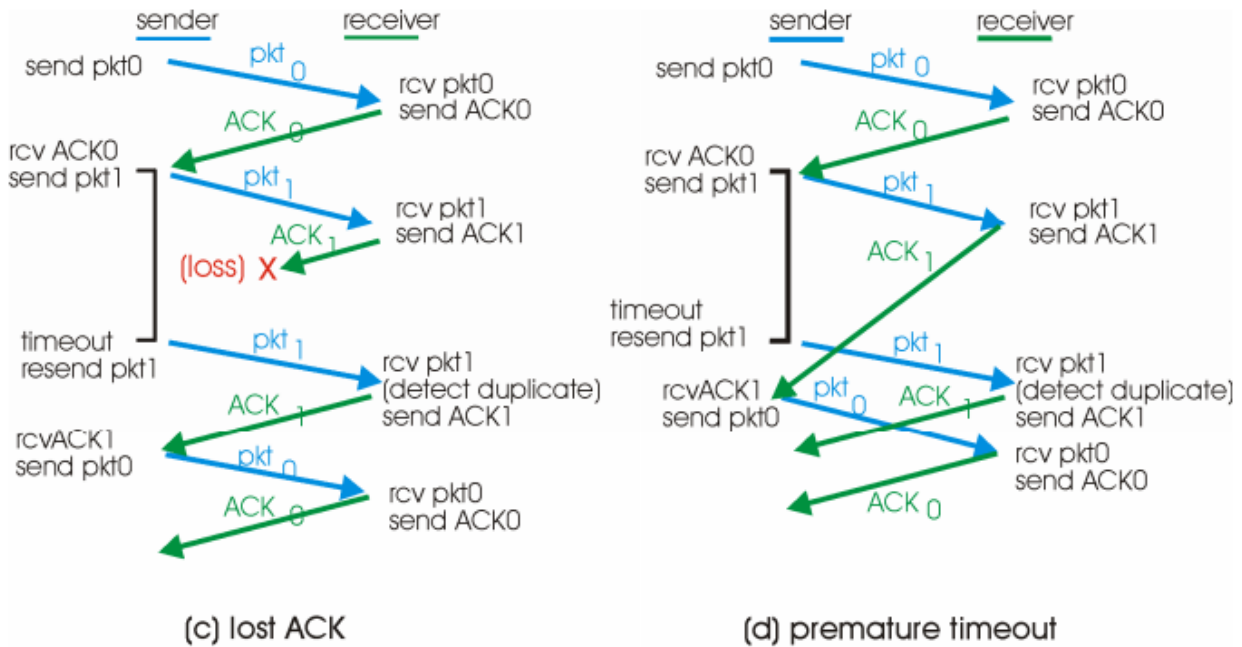 sender
receiver
send pkt0
pkt 0
rcv pkt0
send ACK0
ACK 0
rcv ACK0
send pkt1
pkt 1
rcv pkt1
send ACK1
ACK 1
(loss) X
timeout
resend pkt1
pkt 1
rcv pkt1
(detect duplicate)
send ACK1
ACK 1
rcvACK1
send pkt0
pkt 0
rcv pkt0
send ACK0
ACK 0
(c) lost ACK
sender
receiver
send pkt0
pkt 0
rcv pkt0
send ACK0
ACK 0
rcv ACK0
send pkt1
pkt 1
rcv pkt1
send ACK1
ACK 1
timeout
resend pkt1
pkt 1
rcv pkt1
(detect duplicate)
send ACK1
rcvACK1
send pkt0
pkt 0
ACK 1
rcv pkt0
send ACK0
ACK 0
(d) premature timeout